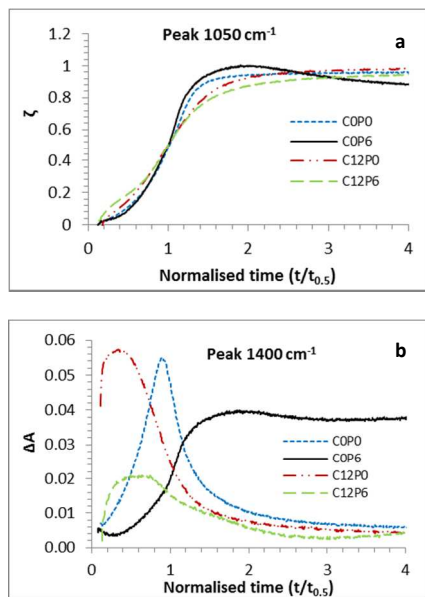 Peak 1050 cm-1
a
1.2
1
0.8
0.6
0.4
0.2
0
ζ
C0P0
C0P6
C12P0
C12P6
0 1 2 3 4
Normalised time (t/t0.5)
Peak 1400 cm-1
b
0.06
0.05
0.04
0.03
0.02
0.01
0.00
ΔA
C0P0
C0P6
C12P0
C12P6
0 1 2 3 4
Normalised time (t/t0.5)